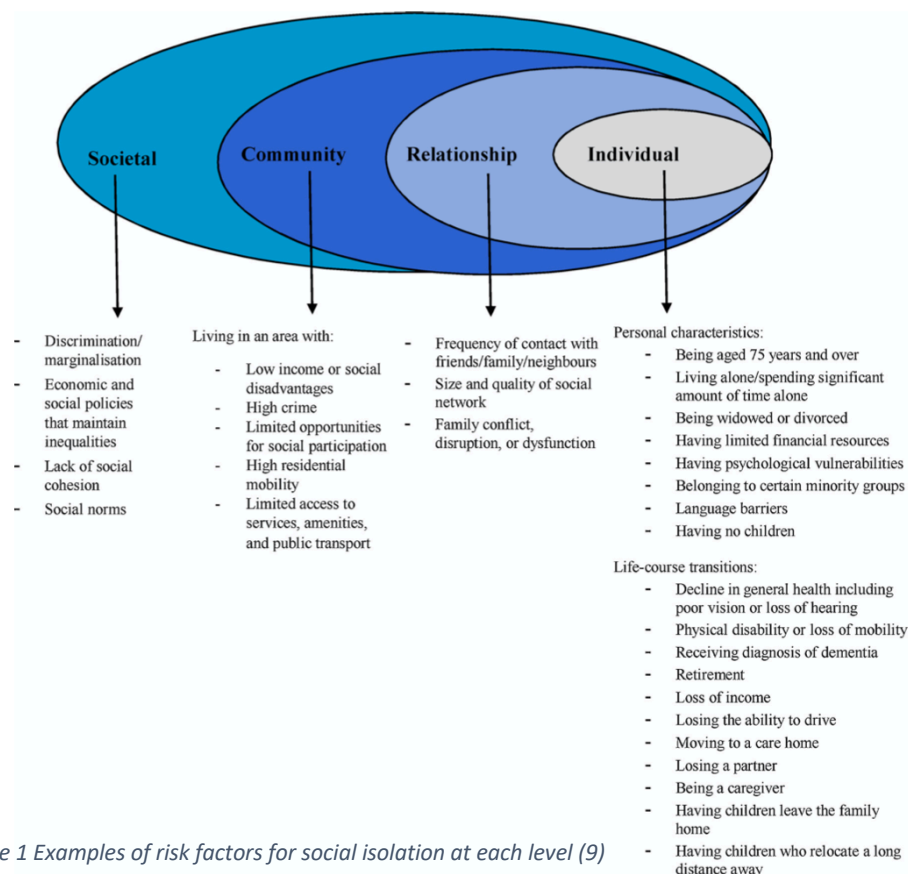 Societal
Community
Relationship
Individual
- Discrimination/
marginalisation
- Economic and
social policies
that maintain
inequalities
- Lack of social
cohesion
- Social norms
Living in an area with:
- Low income or social
disadvantages
- High crime
- Limited opportunities
for social participation
- High residential
mobility
- Limited access to
services, amenities,
and public transport
- Frequency of contact with
friends/family/neighbours
- Size and quality of social
network
- Family conflict,
disruption, or dysfunction
Personal characteristics:
- Being aged 75 years and over
- Living alone/spending significant
amount of time alone
- Being widowed or divorced
- Having limited financial resources
- Having psychological vulnerabilities
- Belonging to certain minority groups
- Language barriers
- Having no children
Life-course transitions:
- Decline in general health including
poor vision or loss of hearing
- Physical disability or loss of mobility
- Receiving diagnosis of dementia
- Retirement
- Loss of income
- Losing the ability to drive
- Moving to a care home
- Losing a partner
- Being a caregiver
- Having children leave the family
home
- Having children who relocate a long
distance away
e 1 Examples of risk factors for social isolation at each level (9)